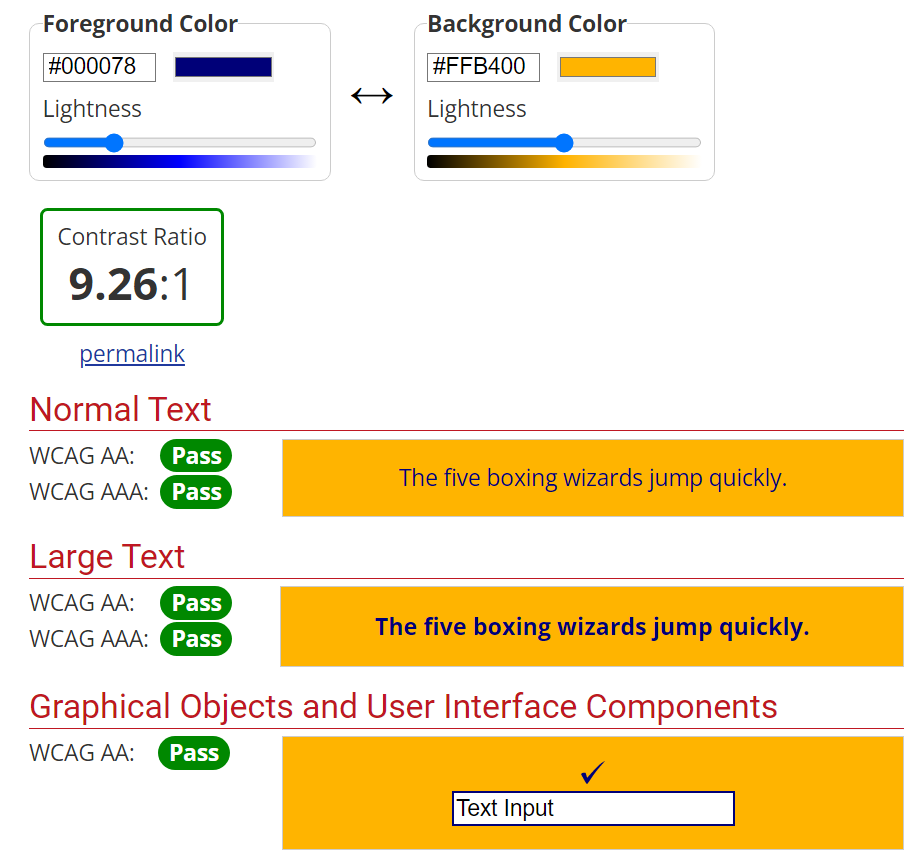 Foreground Color
#000078
Lightness
↔
Background Color
#FFB400
Lightness
Contrast Ratio
9.26:1
permalink
Normal Text
WCAG AA: Pass
WCAG AAA: Pass
The five boxing wizards jump quickly.
Large Text
WCAG AA: Pass
WCAG AAA: Pass
The five boxing wizards jump quickly.
Graphical Objects and User Interface Components
WCAG AA: Pass
✓
Text Input